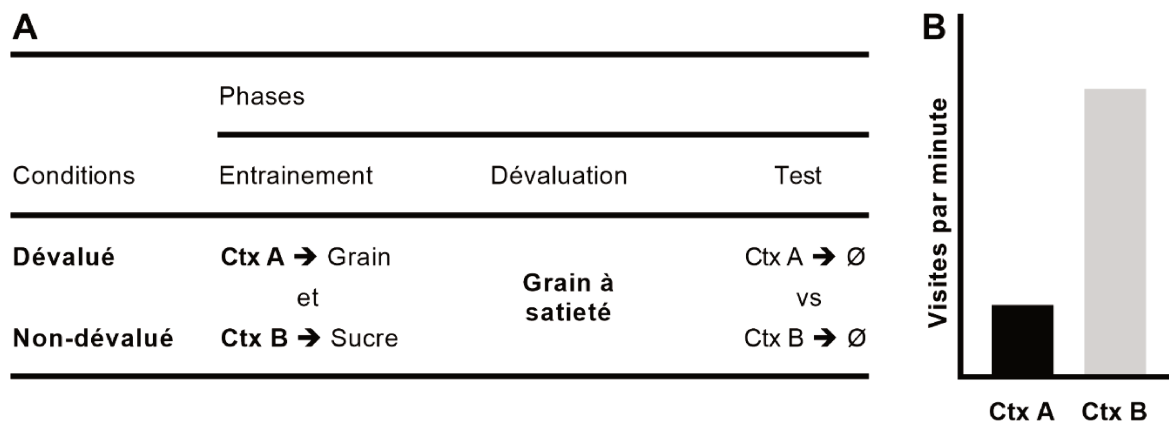 A
Phases
Conditions Entrainement Dévaluation Test
Dévalué Ctx A ➔ Grain Ctx A ➔ Ø
et Grain à satieté vs
Non-dévalué Ctx B ➔ Sucre Ctx B ➔ Ø
B
Visites par minute
Ctx A Ctx B